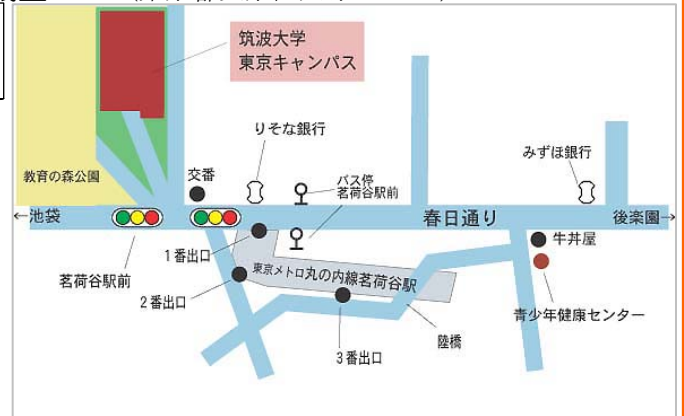 筑波大学
東京キャンパス
りそな銀行
みずほ銀行
教育の森公園
交番
バス停
茗荷谷駅前
←池袋
春日通り
後楽園→
1番出口
牛丼屋
東京メトロ丸の内線茗荷谷駅
茗荷谷駅前
2番出口
青少年健康センター
陸橋
3番出口